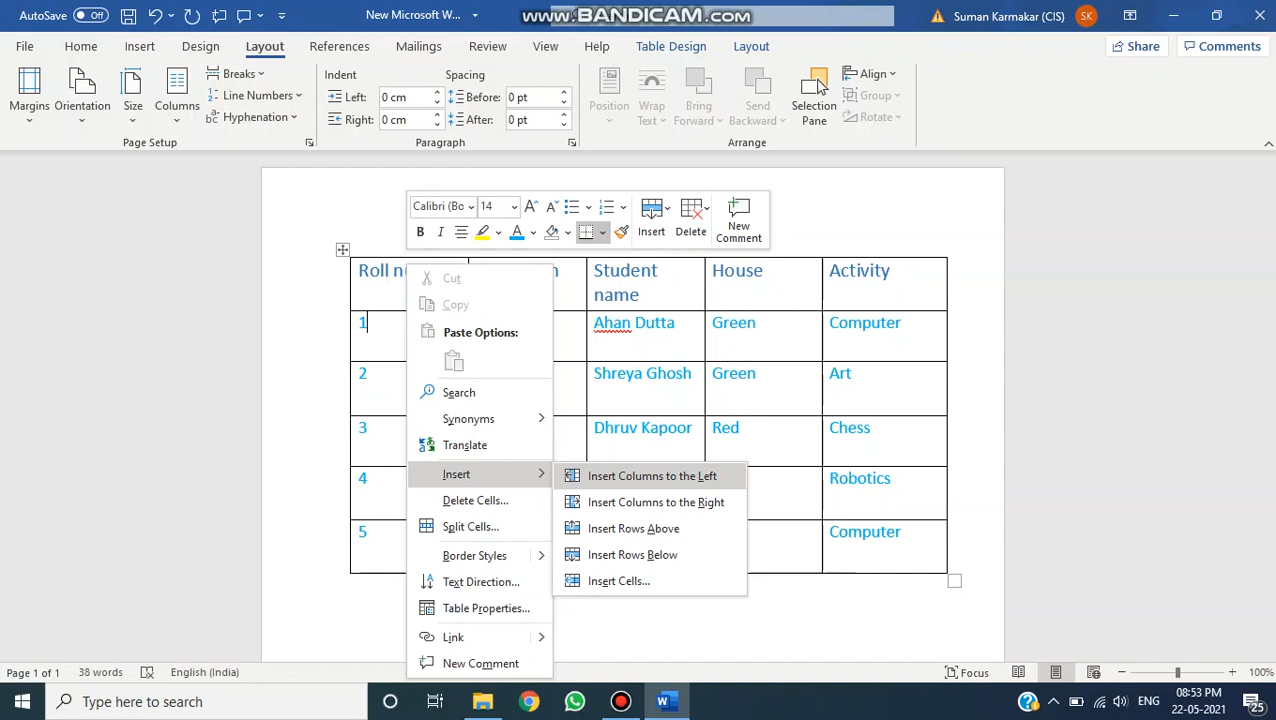 AutoSave Off New Microsoft W... www.BANDICAM.com Suman Karmakar (CIS) SK
File Home Insert Design Layout References Mailings Review View Help Table Design Layout Share Comments
Margins Orientation Size Columns Breaks Line Numbers Hyphenation
Page Setup
Indent Spacing
Left: 0 cm Before: 0 pt
Right: 0 cm After: 0 pt
Paragraph
Position Wrap Text Bring Forward Send Backward Selection Pane Align Group Rotate
Arrange
Calibri (Bo 14 Insert Delete New Comment
B I A
Roll n Student name House Activity
1 Ahan Dutta Green Computer
2 Shreya Ghosh Green Art
3 Dhruv Kapoor Red Chess
4 Robotics
5 Computer
Cut
Copy
Paste Options:
Search
Synonyms
Translate
Insert
Delete Cells...
Split Cells...
Border Styles
Text Direction...
Table Properties...
Link
New Comment
Insert Columns to the Left
Insert Columns to the Right
Insert Rows Above
Insert Rows Below
Insert Cells...
Page 1 of 1 38 words English (India) Focus 100%
Type here to search ENG 08:53 PM 22-05-2021 25